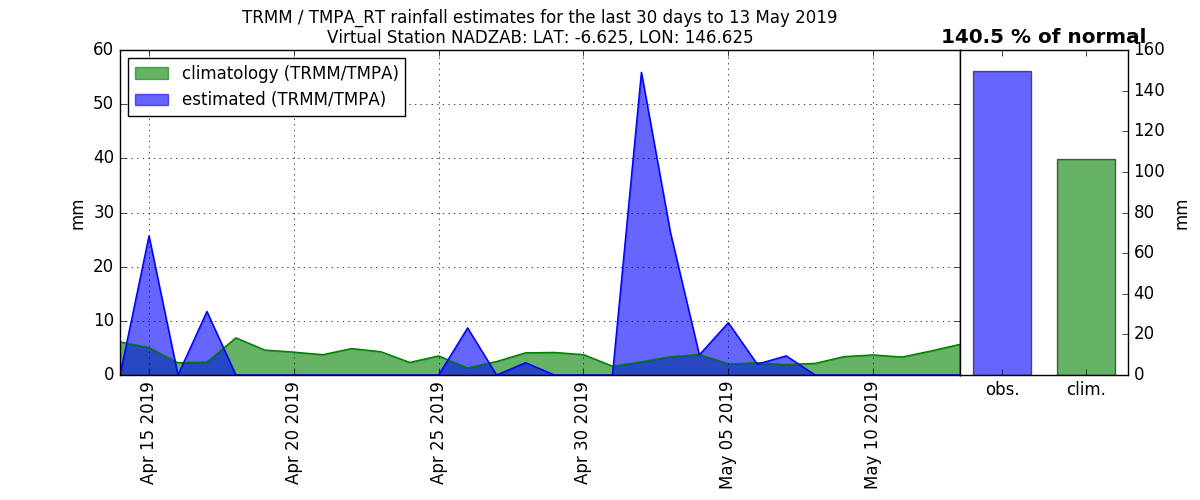 TRMM / TMPA_RT rainfall estimates for the last 30 days to 13 May 2019
Virtual Station NADZAB: LAT: -6.625, LON: 146.625
140.5 % of normal
climatology (TRMM/TMPA)
estimated (TRMM/TMPA)
60
50
40
30
20
10
0
mm
160
140
120
100
80
60
40
20
0
mm
Apr 15 2019
Apr 20 2019
Apr 25 2019
Apr 30 2019
May 05 2019
May 10 2019
obs.
clim.